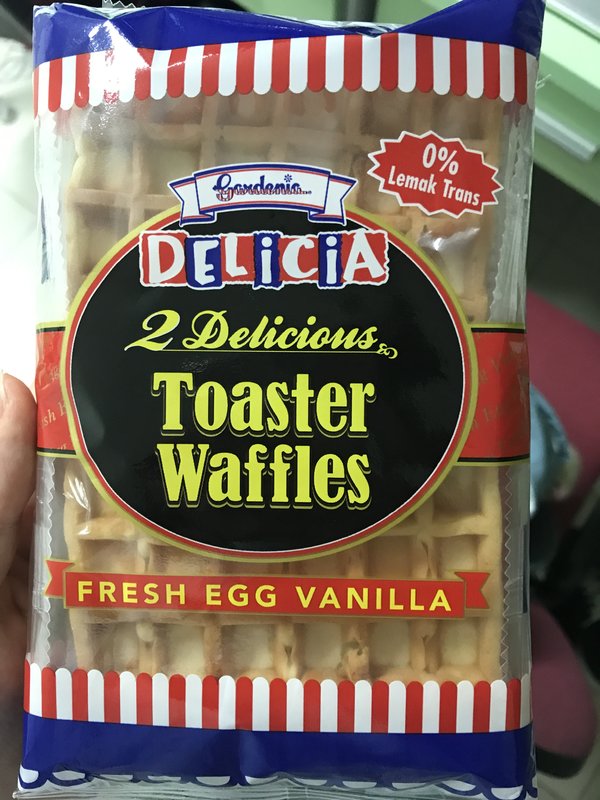 Gardenia
0%
Lemak Trans
DELiCiA
2 Delicious
Toaster
Waffles
FRESH EGG VANILLA